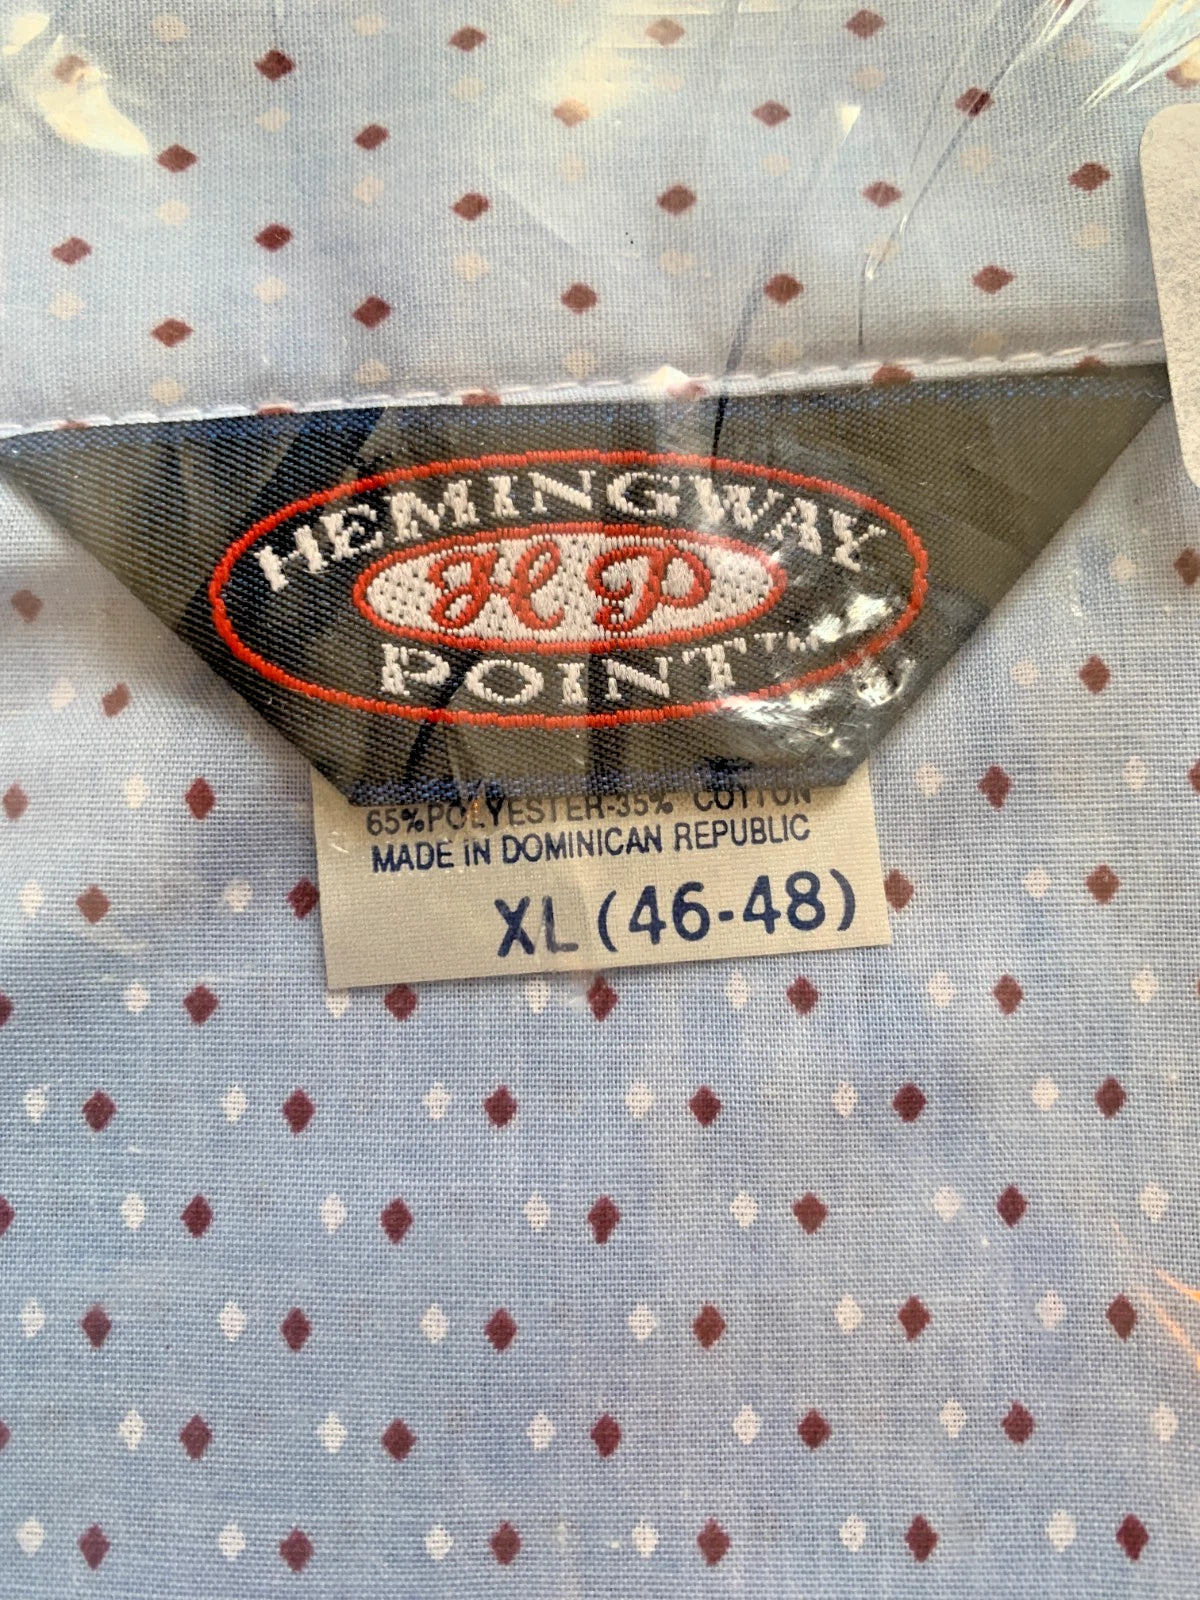 HEMINGWAY
HP
POINT™
65%POLYESTER-35% COTTON
MADE IN DOMINICAN REPUBLIC
XL (46-48)